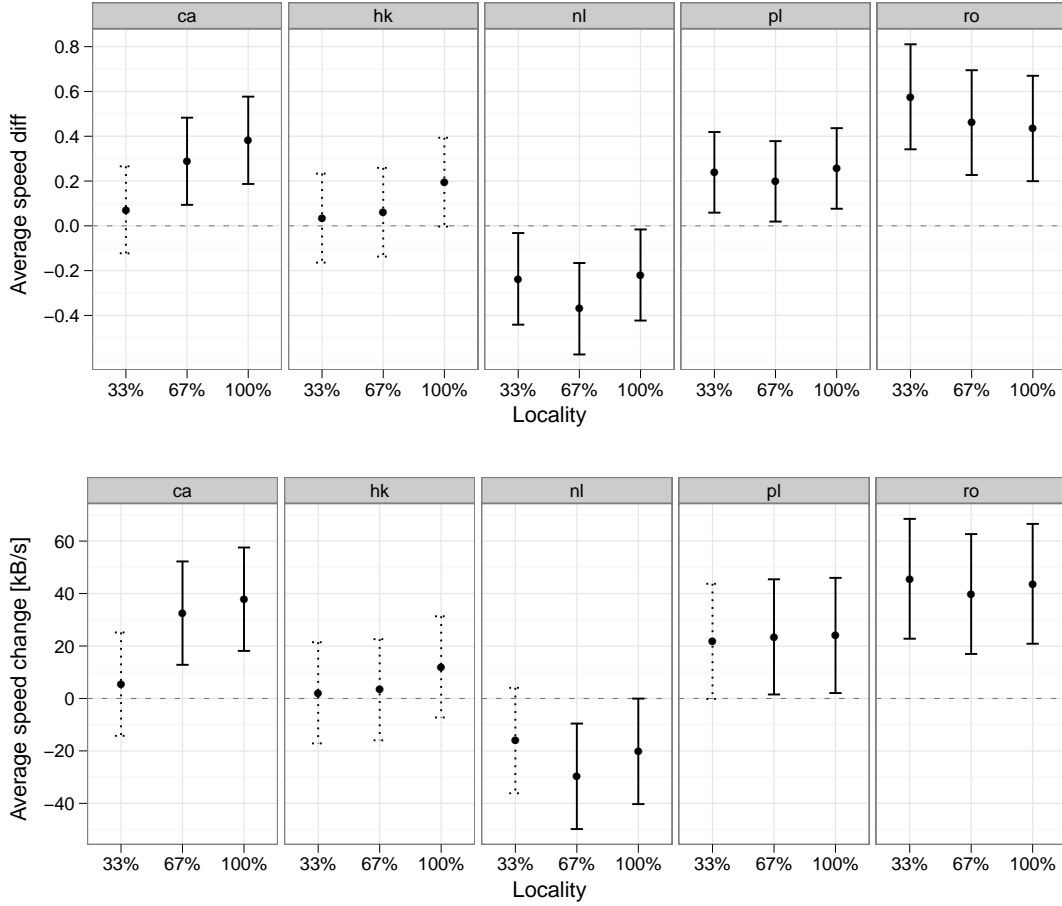 ca hk nl pl ro
Average speed diff
0.8
0.6
0.4
0.2
0.0
−0.2
−0.4
33% 67% 100% 33% 67% 100% 33% 67% 100% 33% 67% 100% 33% 67% 100%
Locality
ca hk nl pl ro
Average speed change [kB/s]
60
40
20
0
−20
−40
33% 67% 100% 33% 67% 100% 33% 67% 100% 33% 67% 100% 33% 67% 100%
Locality